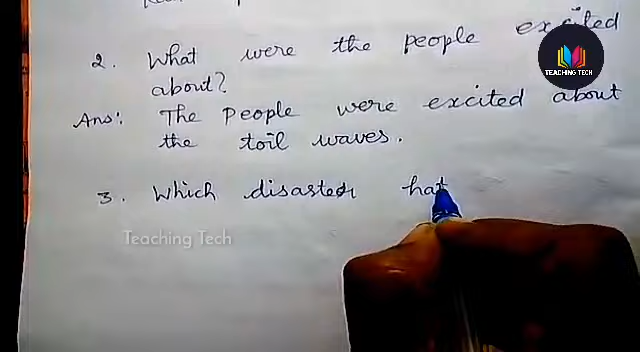 2. What were the people excited
about?
Ans: The People were excited about
the toil waves.
3. Which disaster hat
TEACHING TECH
Teaching Tech